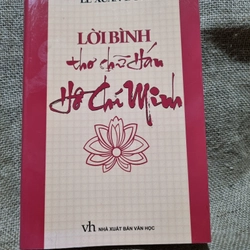 LỜI BÌNH
thơ chữ Hán
Hồ Chí Minh
vh NHÀ XUẤT BẢN VĂN HỌC